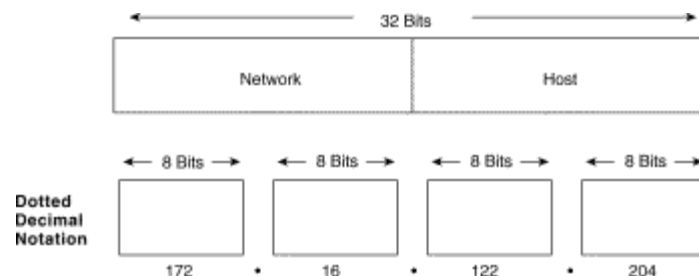 32 Bits
Network Host
8 Bits 8 Bits 8 Bits 8 Bits
Dotted
Decimal
Notation
172 • 16 • 122 • 204